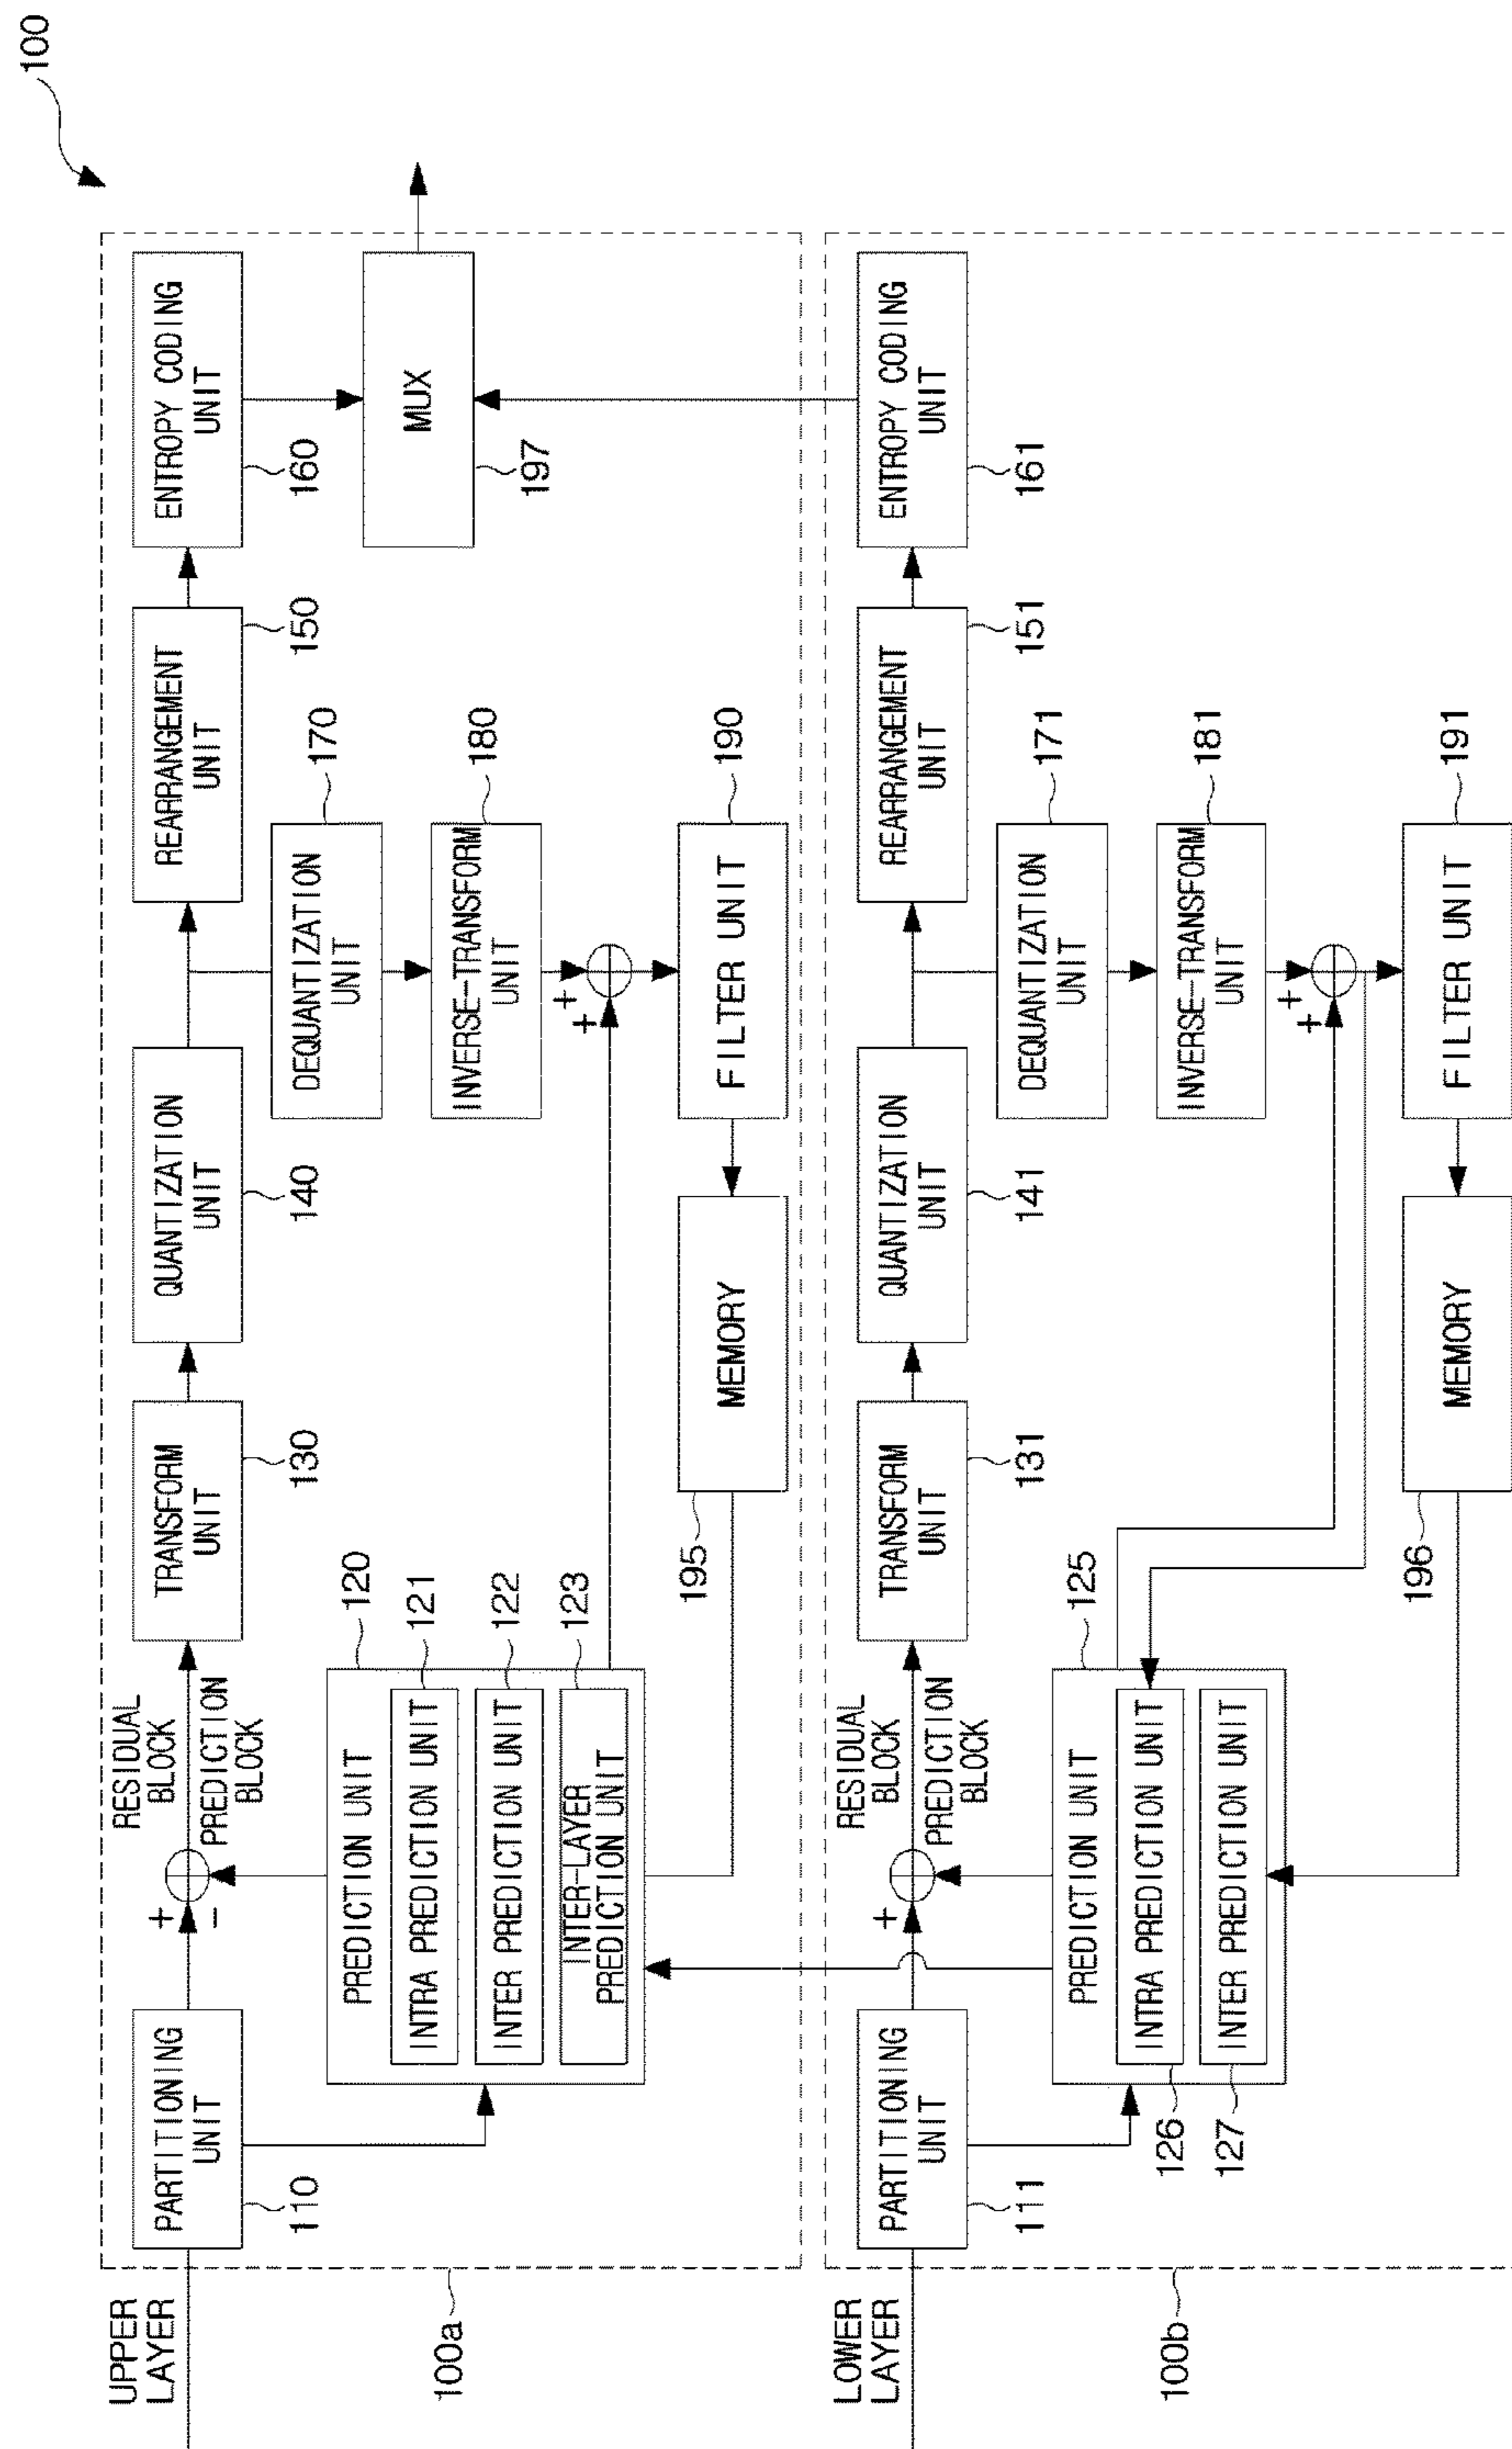 100
UPPER
LAYER
PARTITIONING
UNIT
110
+
-
RESIDUAL
BLOCK
PREDICTION
BLOCK
TRANSFORM
UNIT
130
QUANTIZATION
UNIT
140
REARRANGEMENT
UNIT
150
ENTROPY CODING
UNIT
160
MUX
197
PREDICTION UNIT
120
INTRA PREDICTION UNIT
121
INTER PREDICTION UNIT
122
INTER-LAYER
PREDICTION UNIT
123
DEQUANTIZATION
UNIT
170
INVERSE-TRANSFORM
UNIT
180
+
+
FILTER UNIT
190
MEMORY
195
100a
LOWER
LAYER
PARTITIONING
UNIT
111
+
RESIDUAL
BLOCK
PREDICTION
BLOCK
TRANSFORM
UNIT
131
QUANTIZATION
UNIT
141
REARRANGEMENT
UNIT
151
ENTROPY CODING
UNIT
161
PREDICTION UNIT
125
INTRA PREDICTION UNIT
126
INTER PREDICTION UNIT
127
DEQUANTIZATION
UNIT
171
INVERSE-TRANSFORM
UNIT
181
+
+
FILTER UNIT
191
MEMORY
196
100b